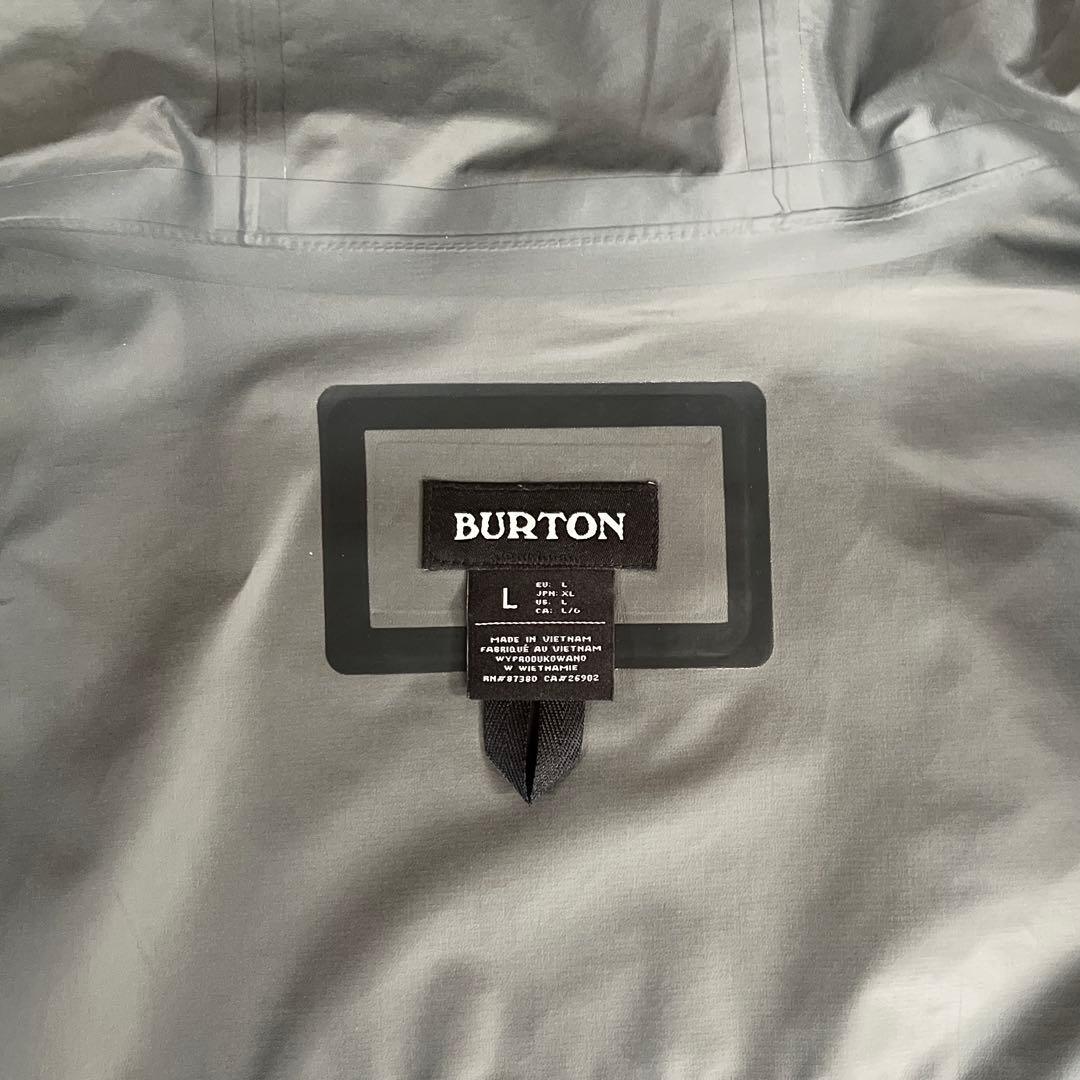 BURTON
L
EU: L
JPN: XL
US: L
CA: L/G
MADE IN VIETNAM
FABRIQUÉ AU VIETNAM
WYPRODUKOWANO
W WIETNAMIE
RN#87380 CA#26902